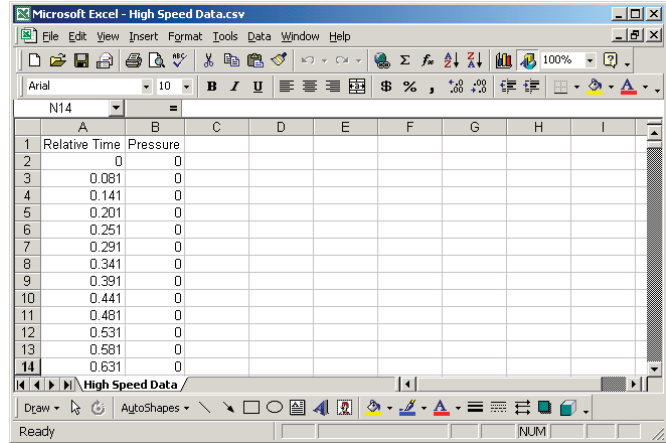 Microsoft Excel - High Speed Data.csv
File Edit View Insert Format Tools Data Window Help
Σ fx 100%
Arial 10 B I U $ % ,
N14 =
A B C D E F G H I
1 Relative Time Pressure
2 0 0
3 0.081 0
4 0.141 0
5 0.201 0
6 0.251 0
7 0.291 0
8 0.341 0
9 0.391 0
10 0.441 0
11 0.481 0
12 0.531 0
13 0.581 0
14 0.631 0
High Speed Data
Draw AutoShapes A A
Ready NUM